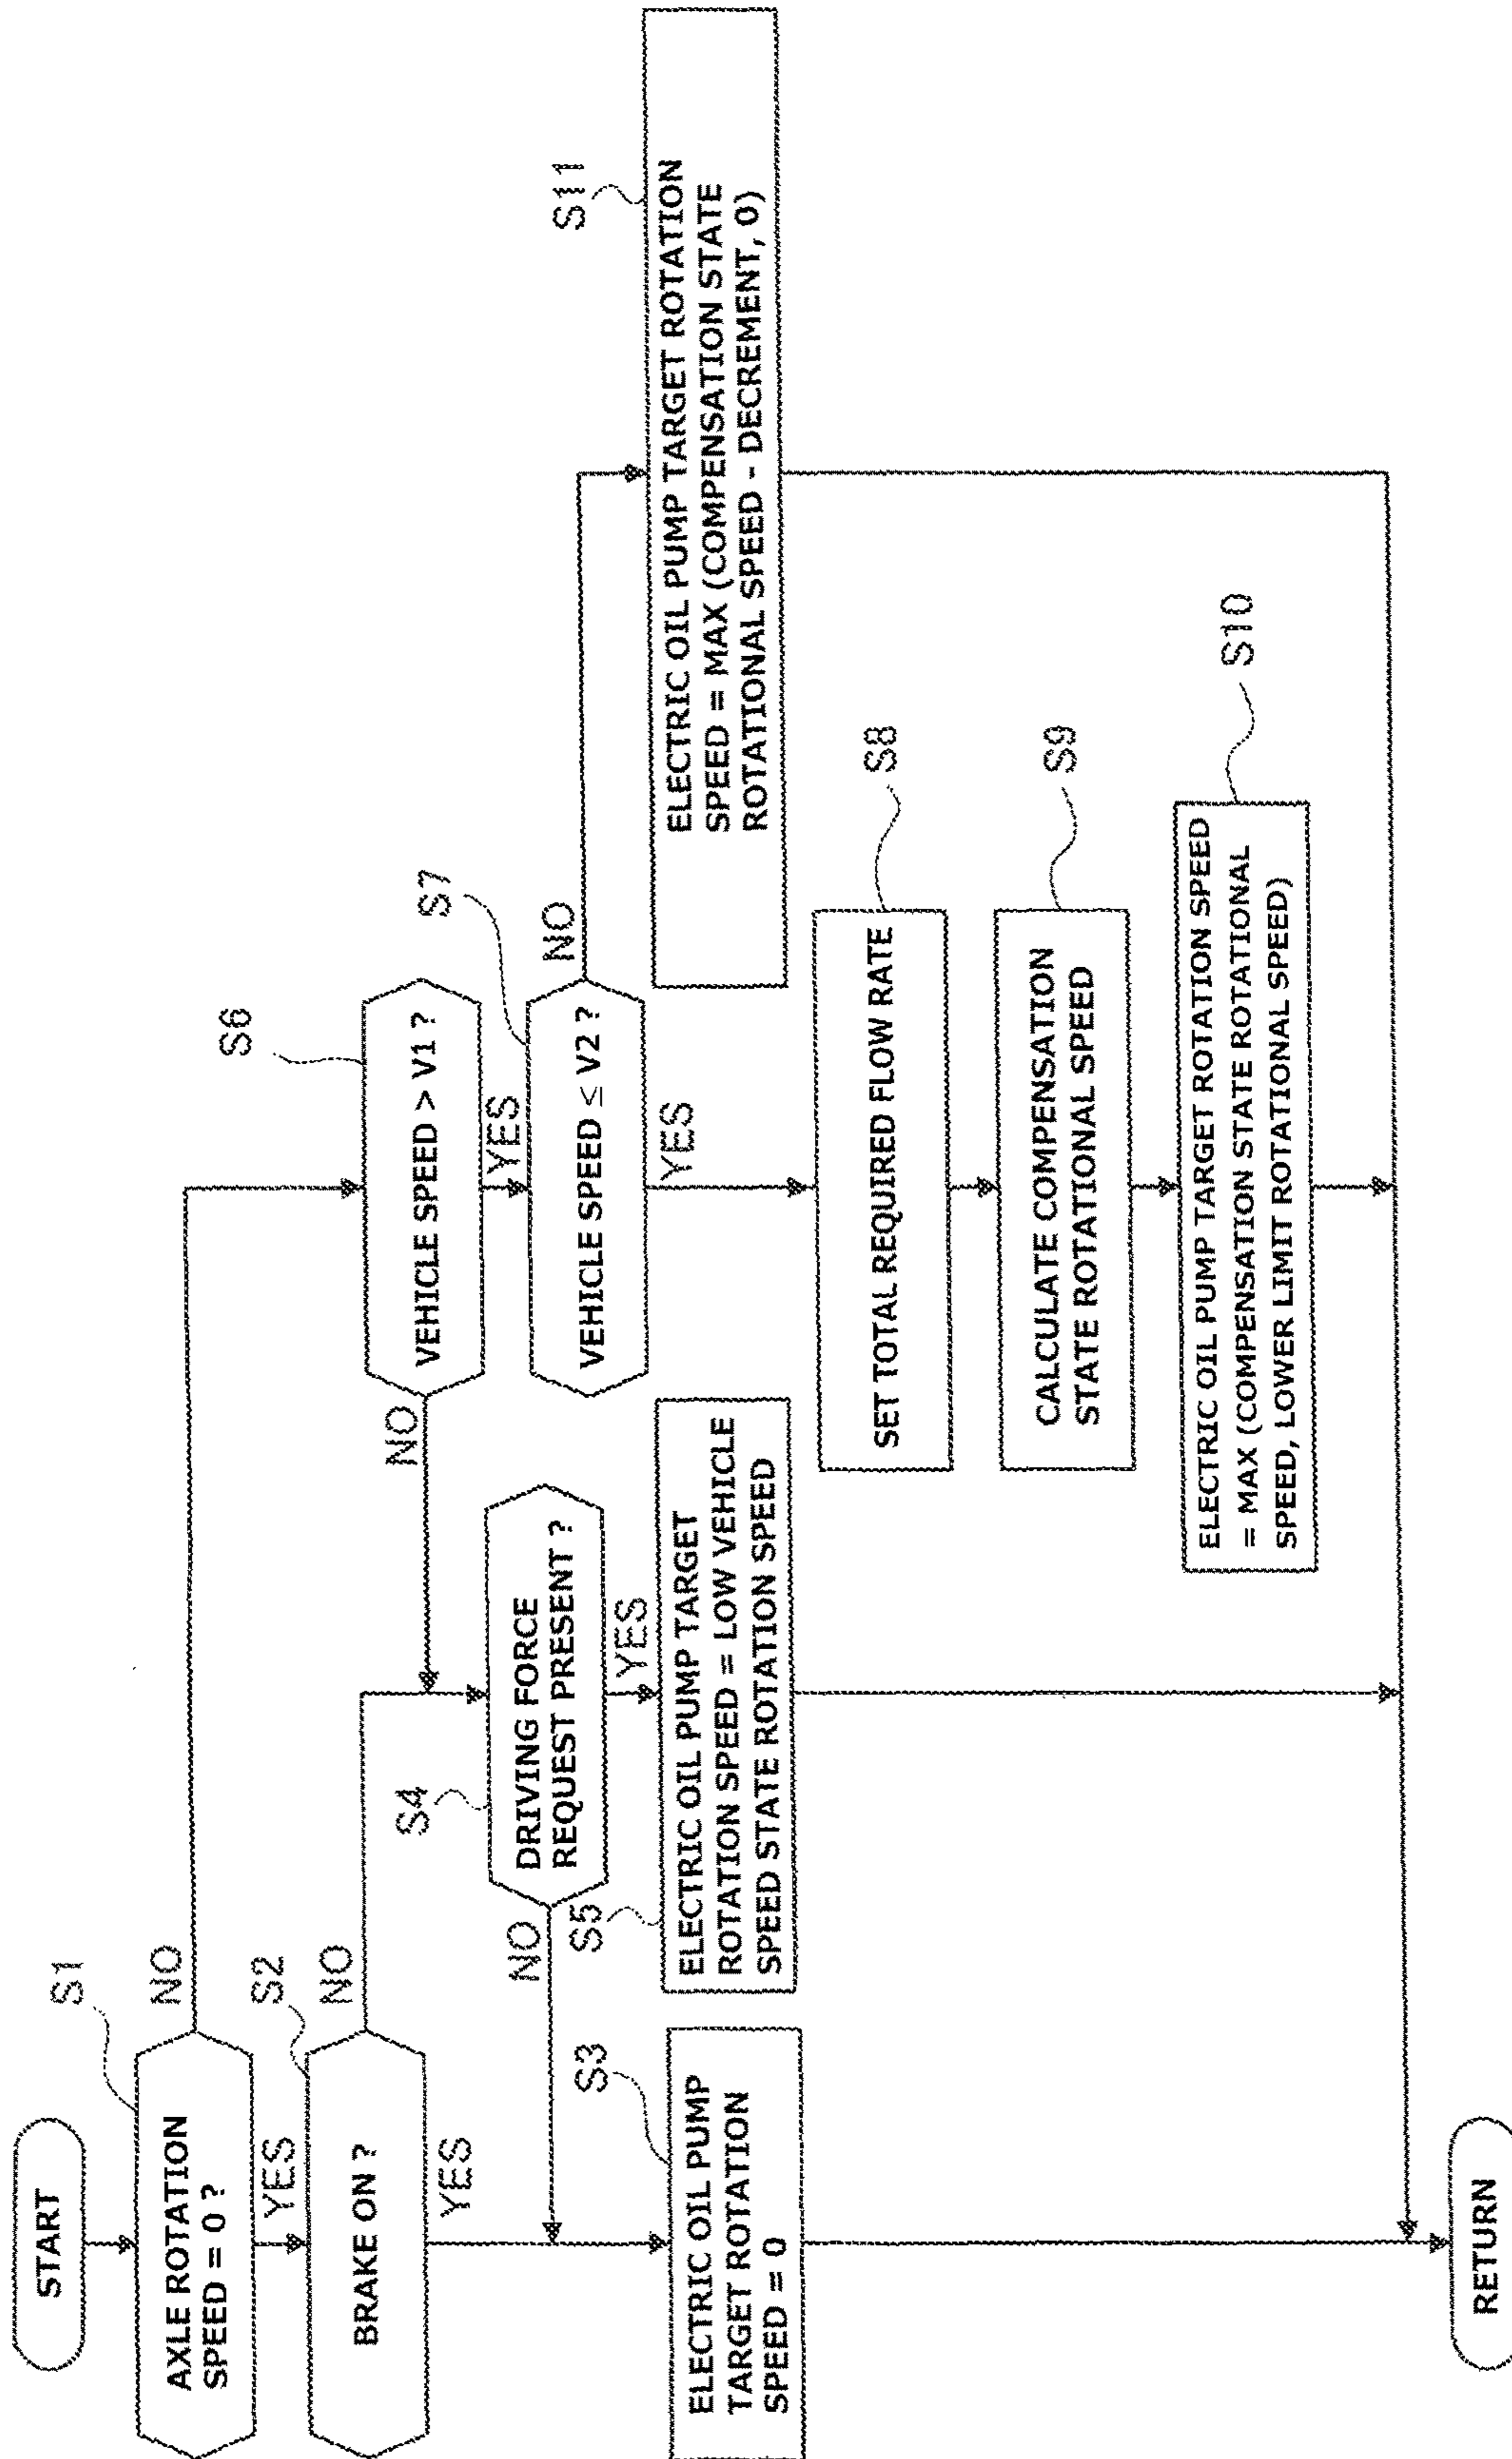 START
S1
AXLE ROTATION
SPEED = 0 ?
NO
YES
S2
BRAKE ON ?
NO
YES
S3
ELECTRIC OIL PUMP
TARGET ROTATION
SPEED = 0
S4
DRIVING FORCE
REQUEST PRESENT ?
NO
YES
S5
ELECTRIC OIL PUMP TARGET
ROTATION SPEED = LOW VEHICLE
SPEED STATE ROTATION SPEED
S6
VEHICLE SPEED > V1 ?
NO
YES
S7
VEHICLE SPEED ≤ V2 ?
NO
YES
S8
SET TOTAL REQUIRED FLOW RATE
S9
CALCULATE COMPENSATION
STATE ROTATIONAL SPEED
S10
ELECTRIC OIL PUMP TARGET ROTATION SPEED
= MAX (COMPENSATION STATE ROTATIONAL
SPEED, LOWER LIMIT ROTATIONAL SPEED)
S11
ELECTRIC OIL PUMP TARGET ROTATION
SPEED = MAX (COMPENSATION STATE
ROTATIONAL SPEED - DECREMENT, 0)
RETURN